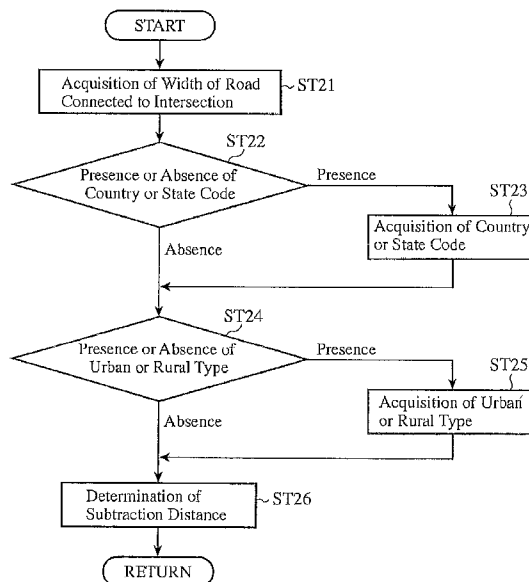 START
Acquisition of Width of Road
Connected to Intersection
ST21
ST22
Presence or Absence of
Country or State Code
Presence
ST23
Acquisition of Country
or State Code
Absence
ST24
Presence or Absence of
Urban or Rural Type
Presence
ST25
Acquisition of Urban
or Rural Type
Absence
Determination of
Subtraction Distance
ST26
RETURN